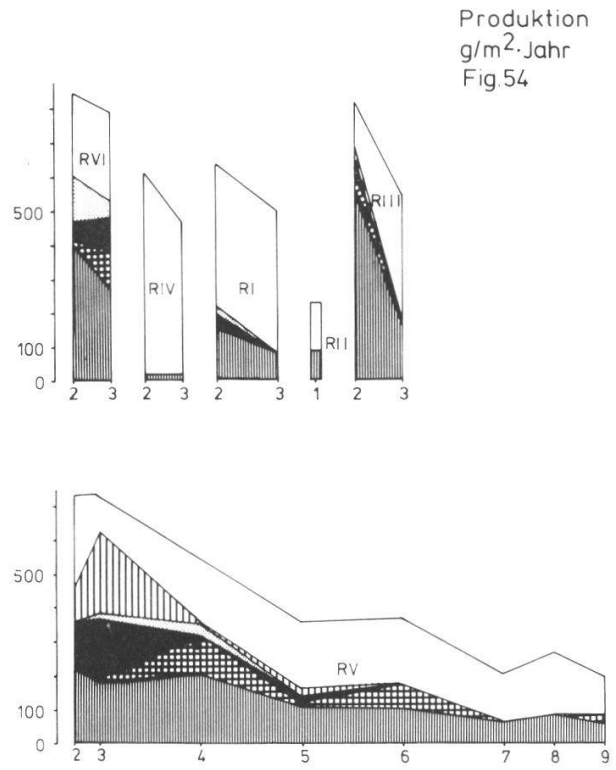 Produktion
g/m²·Jahr
Fig.54
RVI
RIV
RI
RII
RIII
500
100
0
2 3 2 3 2 3 1 2 3
500
100
0
RV
2 3 4 5 6 7 8 9